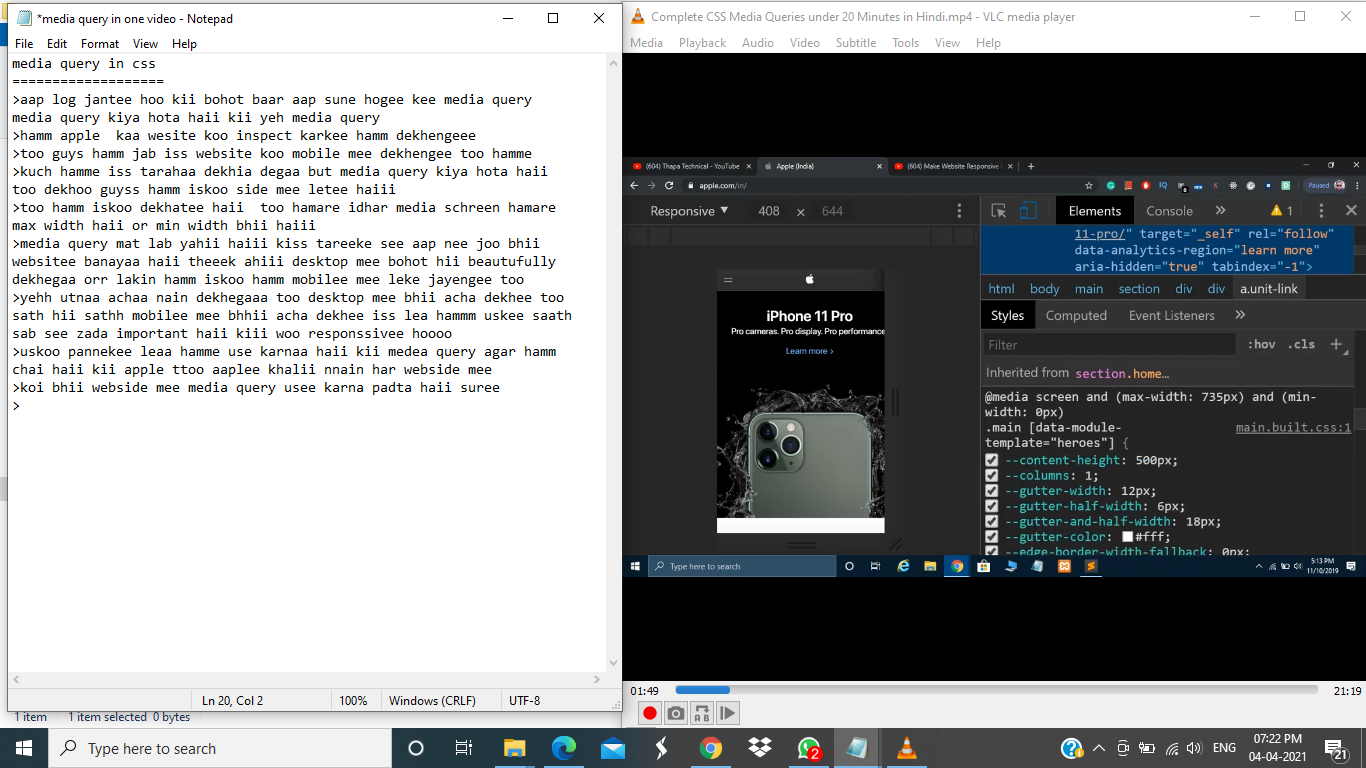 *media query in one video - Notepad
File Edit Format View Help
media query in css
===================
>aap log jantee hoo kii bohot baar aap sune hogee kee media query
media query kiya hota haii kii yeh media query
>hamm apple  kaa wesite koo inspect karkee hamm dekhengeee
>too guys hamm jab iss website koo mobile mee dekhengee too hamme
>kuch hamme iss tarahaa dekhia degaa but media query kiya hota haii
too dekhoo guyss hamm iskoo side mee letee haiii
>too hamm iskoo dekhatee haii  too hamare idhar media schreen hamare
max width haii or min width bhii haiii
>media query mat lab yahii haiii kiss tareeke see aap nee joo bhii
websitee banayaa haii theeek ahiii desktop mee bohot hii beautufully
dekhegaa orr lakin hamm iskoo hamm mobilee mee leke jayengee too
>yehh utnaa achaa nain dekhegaaa too desktop mee bhii acha dekhee too
sath hii sathh mobilee mee bhhii acha dekhee iss lea hammm uskee saath
sab see zada important haii kiii woo responssivee hoooo
>uskoo pannekee leaa hamme use karnaa haii kii medea query agar hamm
chai haii kii apple ttoo aaplee khalii nnain har webside mee
>koi bhii webside mee media query usee karna padta haii suree
>
Ln 20, Col 2 100% Windows (CRLF) UTF-8
1 item 1 item selected 0 bytes
Complete CSS Media Queries under 20 Minutes in Hindi.mp4 - VLC media player
Media Playback Audio Video Subtitle Tools View Help
(604) Thapa Technical - YouTube Apple (India) (604) Make Website Responsive
apple.com/in/ Paused
Responsive 408 x 644
Elements Console 1
11-pro/" target="_self" rel="follow"
data-analytics-region="learn more"
aria-hidden="true" tabindex="-1">
html body main section div div a.unit-link
Styles Computed Event Listeners
Filter :hov .cls +
Inherited from section.home…
@media screen and (max-width: 735px) and (min-
width: 0px)
.main [data-module- main.built.css:1
template="heroes"] {
--content-height: 500px;
--columns: 1;
--gutter-width: 12px;
--gutter-half-width: 6px;
--gutter-and-half-width: 18px;
--gutter-color: #fff;
--edge-border-width-fallback: 0px;
iPhone 11 Pro
Pro cameras. Pro display. Pro performance
Learn more >
Type here to search 5:13 PM
11/10/2019
01:49 21:19
Type here to search ENG 07:22 PM
04-04-2021
2
21